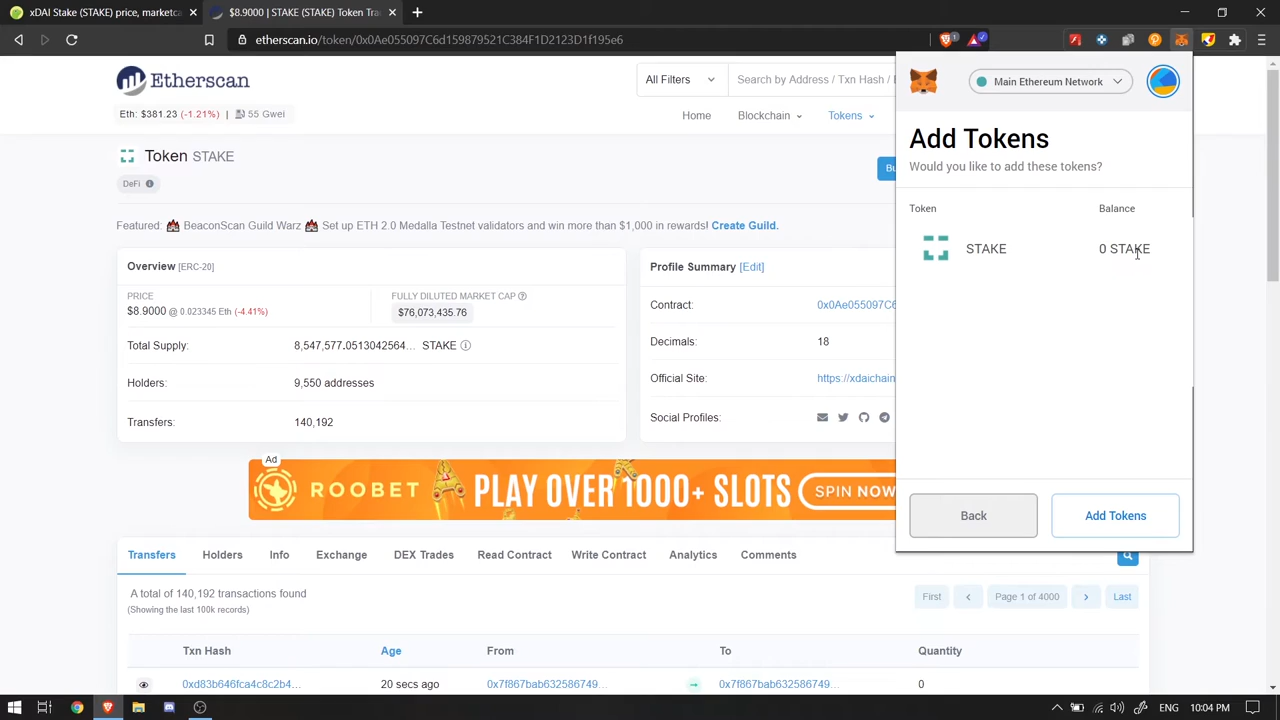 xDAI Stake (STAKE) price, marketca
$8.9000 | STAKE (STAKE) Token Tra
etherscan.io/token/0x0Ae055097C6d159879521C384F1D2123D1f195e6
1
Etherscan
All Filters
Search by Address / Txn Hash /
Eth: $381.23 (-1.21%) | 55 Gwei
Home
Blockchain
Tokens
Token STAKE
DeFi
Bu
Featured: BeaconScan Guild Warz Set up ETH 2.0 Medalla Testnet validators and win more than $1,000 in rewards! Create Guild.
Overview [ERC-20]
PRICE
$8.9000 @ 0.023345 Eth (-4.41%)
FULLY DILUTED MARKET CAP
$76,073,435.76
Total Supply:
8,547,577.0513042564... STAKE
Holders:
9,550 addresses
Transfers:
140,192
Profile Summary [Edit]
Contract:
0x0Ae055097C6
Decimals:
18
Official Site:
https://xdaichain
Social Profiles:
Ad
ROOBET
PLAY OVER 1000+ SLOTS
SPIN NOW
Transfers
Holders
Info
Exchange
DEX Trades
Read Contract
Write Contract
Analytics
Comments
A total of 140,192 transactions found
(Showing the last 100k records)
First
Page 1 of 4000
Last
Txn Hash
Age
From
To
Quantity
0xd83b646fca4c8c2b4...
20 secs ago
0x7f867bab632586749...
0x7f867bab632586749...
0
Main Ethereum Network
Add Tokens
Would you like to add these tokens?
Token
Balance
STAKE
0 STAKE
Back
Add Tokens
ENG
10:04 PM